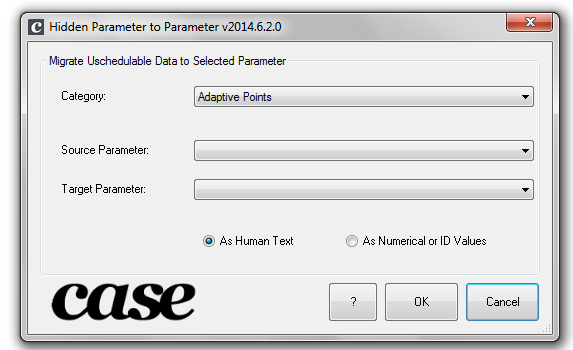 c Hidden Parameter to Parameter v2014.6.2.0
Migrate Uschedulable Data to Selected Parameter
Category:
Adaptive Points
Source Parameter:
Target Parameter:
As Human Text
As Numerical or ID Values
case
?
OK
Cancel